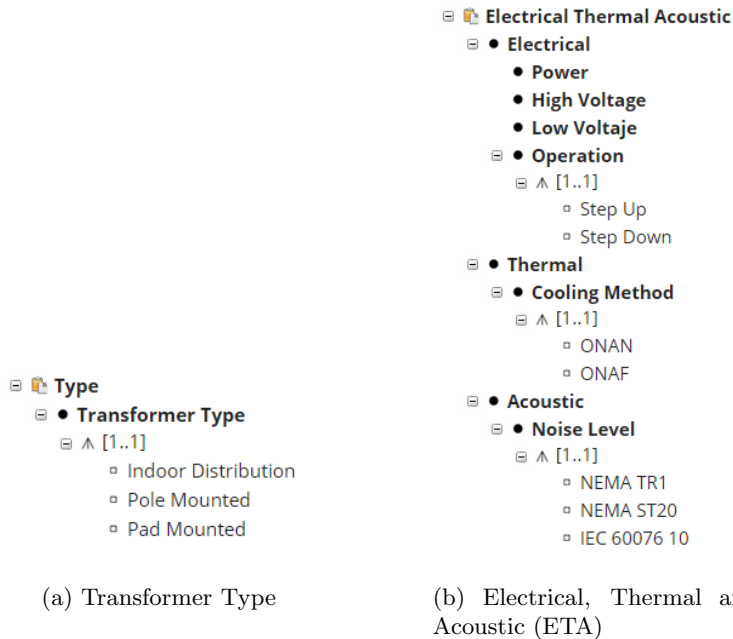 Type
Transformer Type
[1..1]
Indoor Distribution
Pole Mounted
Pad Mounted
(a) Transformer Type
Electrical Thermal Acoustic
Electrical
Power
High Voltage
Low Voltaje
Operation
[1..1]
Step Up
Step Down
Thermal
Cooling Method
[1..1]
ONAN
ONAF
Acoustic
Noise Level
[1..1]
NEMA TR1
NEMA ST20
IEC 60076 10
(b) Electrical, Thermal
Acoustic (ETA)